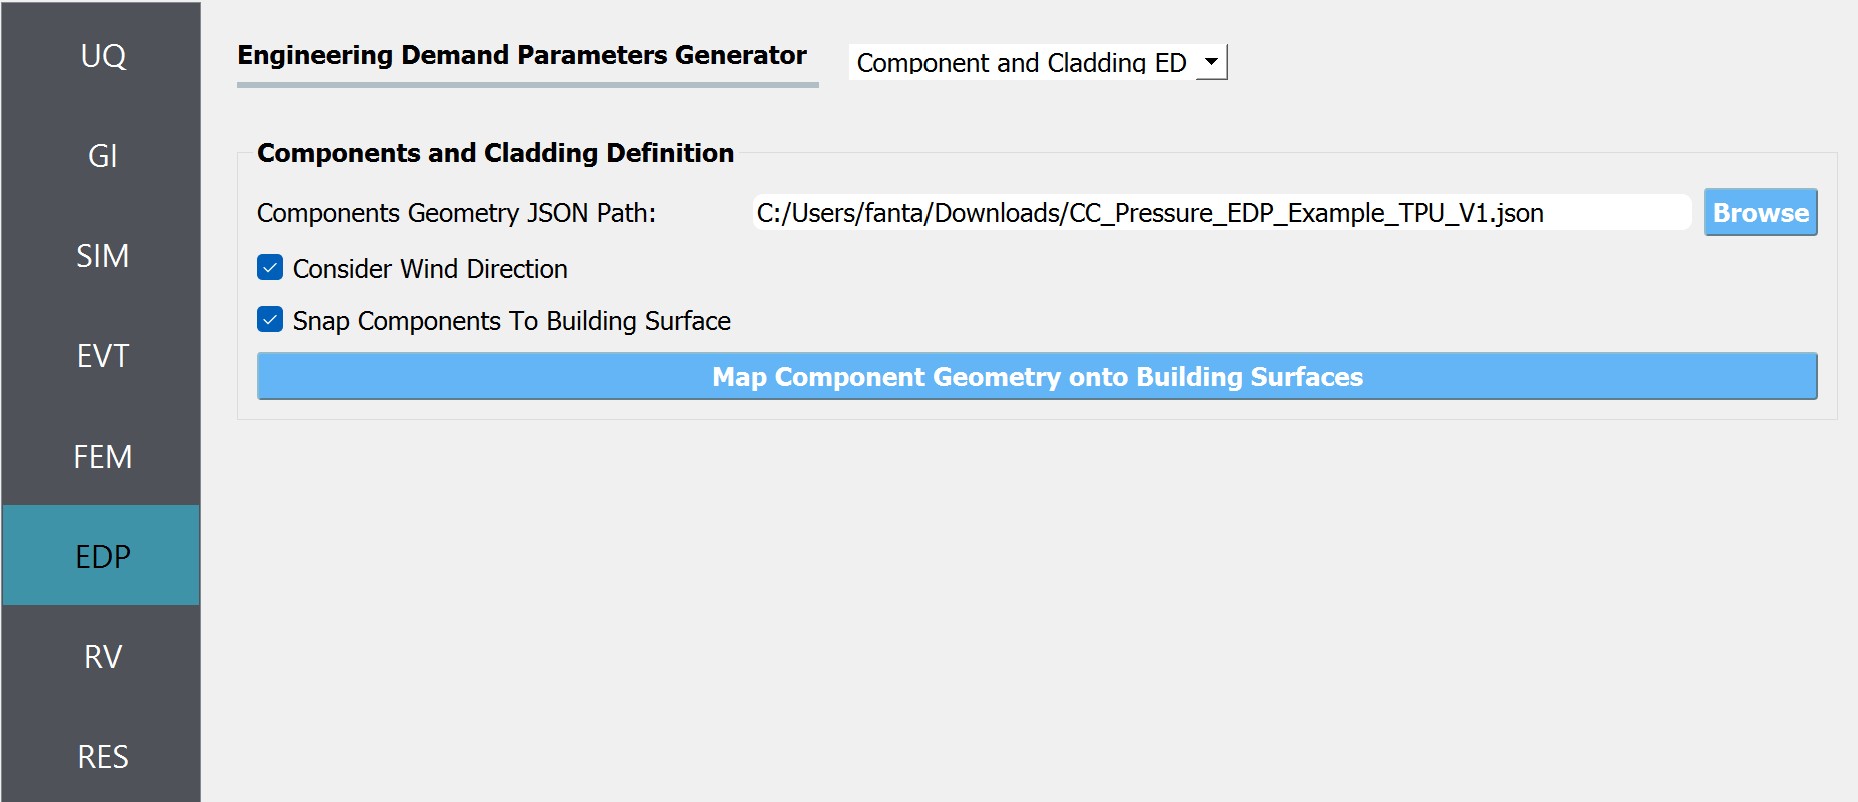 UQ
GI
SIM
EVT
FEM
EDP
RV
RES
Engineering Demand Parameters Generator
Component and Cladding ED
Components and Cladding Definition
Components Geometry JSON Path:
C:/Users/fanta/Downloads/CC_Pressure_EDP_Example_TPU_V1.json
Browse
Consider Wind Direction
Snap Components To Building Surface
Map Component Geometry onto Building Surfaces